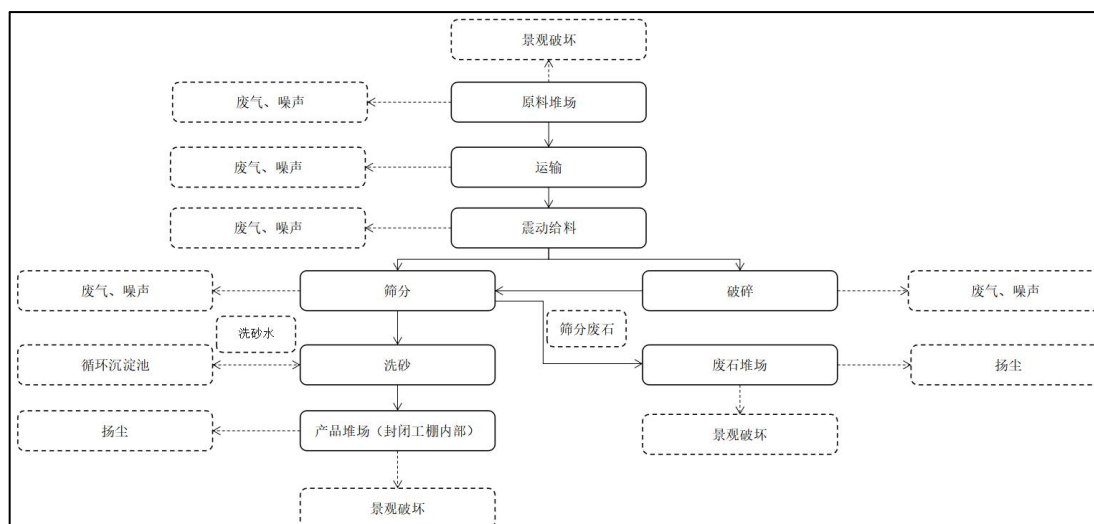 景观破坏
废气、噪声
原料堆场
废气、噪声
运输
废气、噪声
震动给料
废气、噪声
筛分
破碎
废气、噪声
洗砂水
筛分废石
循环沉淀池
洗砂
废石堆场
扬尘
扬尘
产品堆场（封闭工棚内部）
景观破坏
景观破坏